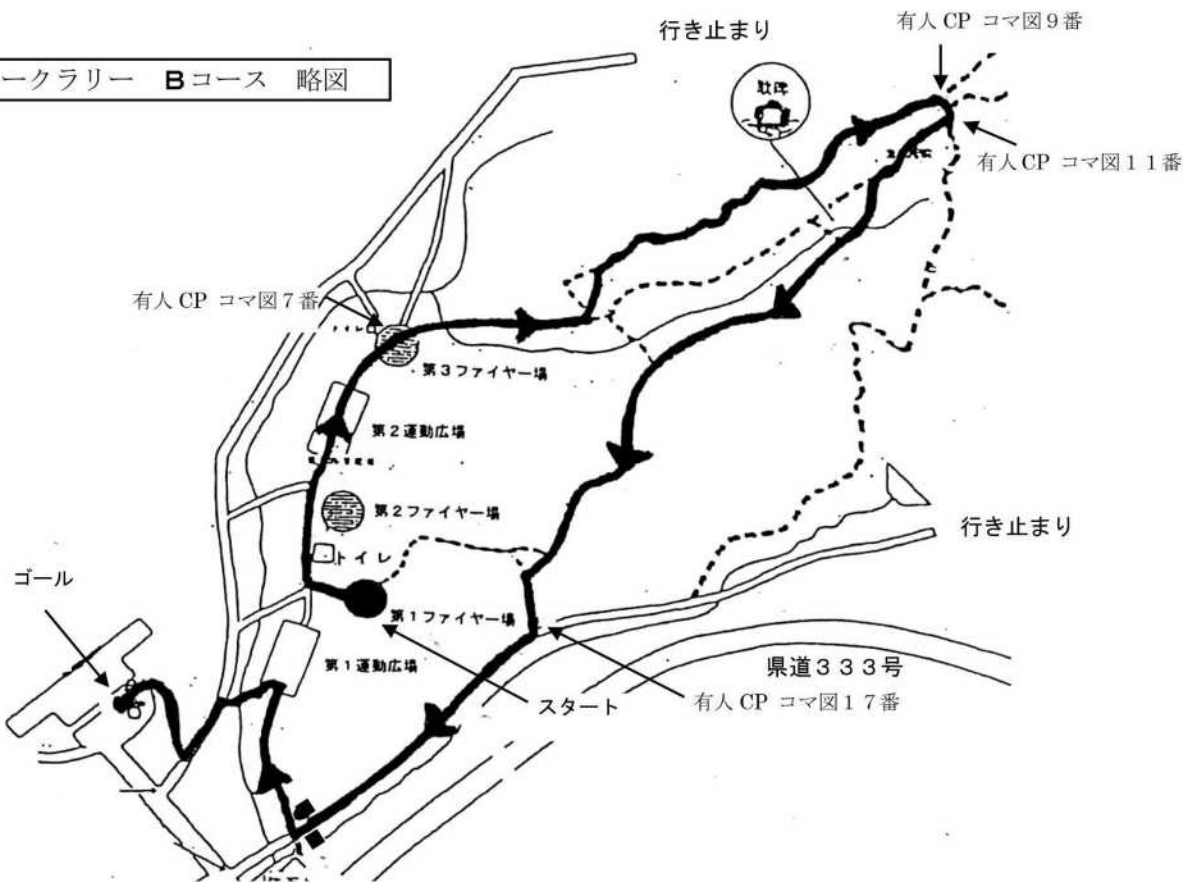 行き止まり
有人CP コマ図9番
ークラリー Bコース 略図
歌碑
有人CP コマ図11番
有人CP コマ図7番
トイレ
第3ファイヤー場
第2運動広場
第2ファイヤー場
トイレ
行き止まり
ゴール
第1ファイヤー場
第1運動広場
県道333号
スタート
有人CP コマ図17番